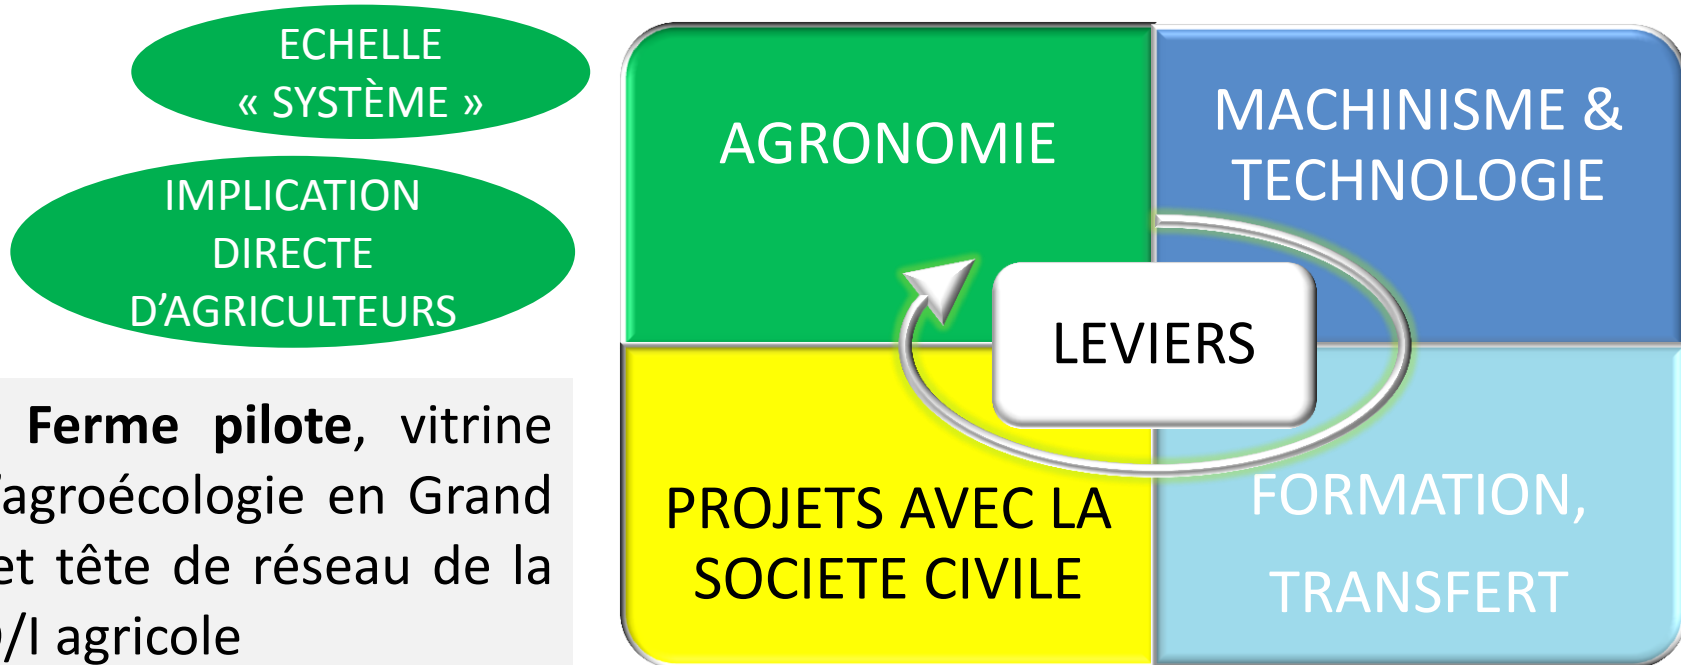 ECHELLE
« SYSTÈME »
IMPLICATION
DIRECTE
D’AGRICULTEURS
Ferme pilote, vitrine
’agroécologie en Grand
et tête de réseau de la
/I agricole
AGRONOMIE
MACHINISME &
TECHNOLOGIE
LEVIERS
PROJETS AVEC LA
SOCIETE CIVILE
FORMATION,
TRANSFERT